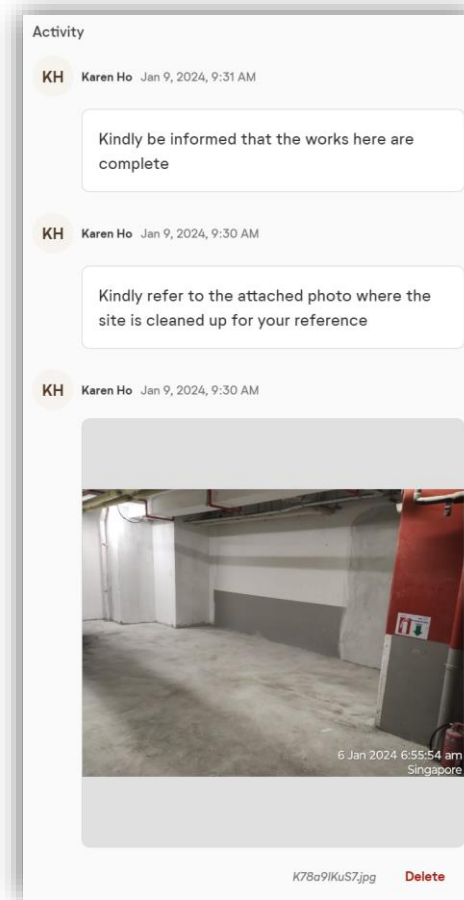 Activity
KH Karen Ho Jan 9, 2024, 9:31 AM
Kindly be informed that the works here are
complete
KH Karen Ho Jan 9, 2024, 9:30 AM
Kindly refer to the attached photo where the
site is cleaned up for your reference
KH Karen Ho Jan 9, 2024, 9:30 AM
6 Jan 2024 6:55:54 am
Singapore
K78a9IKuS7.jpg Delete